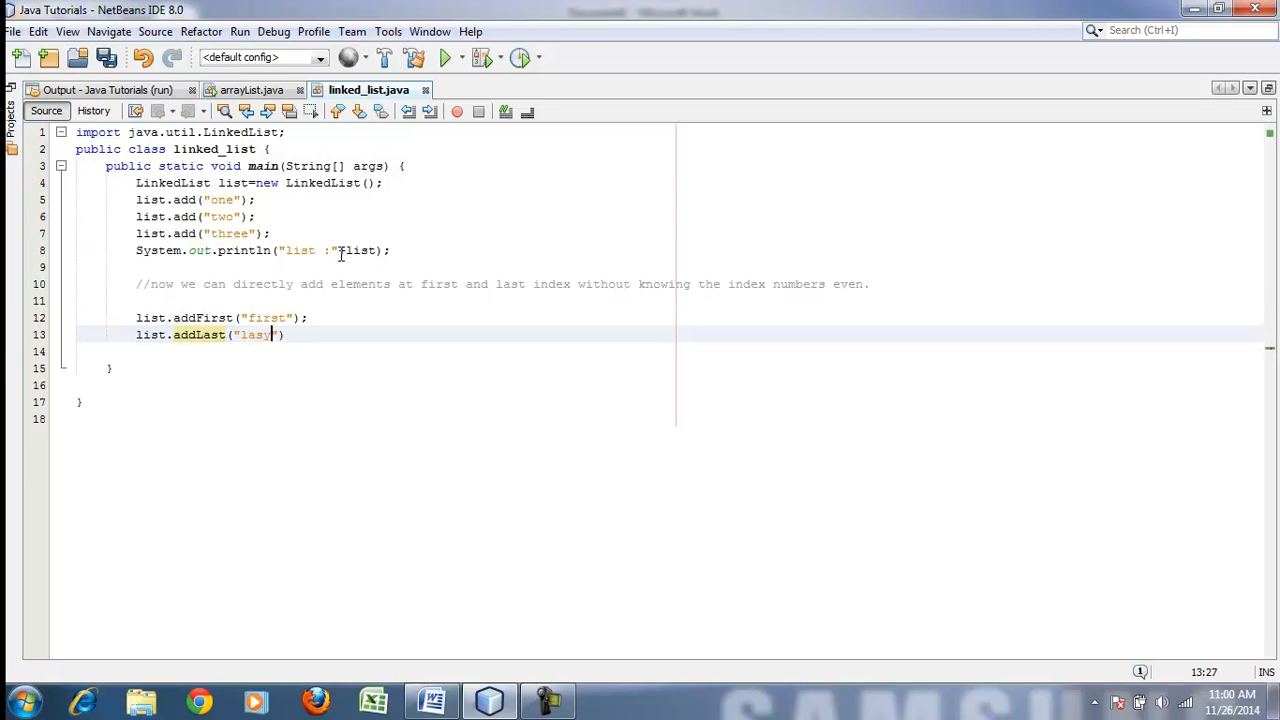 Java Tutorials - NetBeans IDE 8.0
File Edit View Navigate Source Refactor Run Debug Profile Team Tools Window Help
Search (Ctrl+I)
<default config>
Output - Java Tutorials (run) arrayList.java linked_list.java
Projects
Source History
1 import java.util.LinkedList;
2 public class linked_list {
3 public static void main(String[] args) {
4 LinkedList list=new LinkedList();
5 list.add("one");
6 list.add("two");
7 list.add("three");
8 System.out.println("list :"+list);
9
10 //now we can directly add elements at first and last index without knowing the index numbers even.
11
12 list.addFirst("first");
13 list.addLast("lasy")
14
15 }
16
17 }
18
1 13:27 INS
11:00 AM
11/26/2014